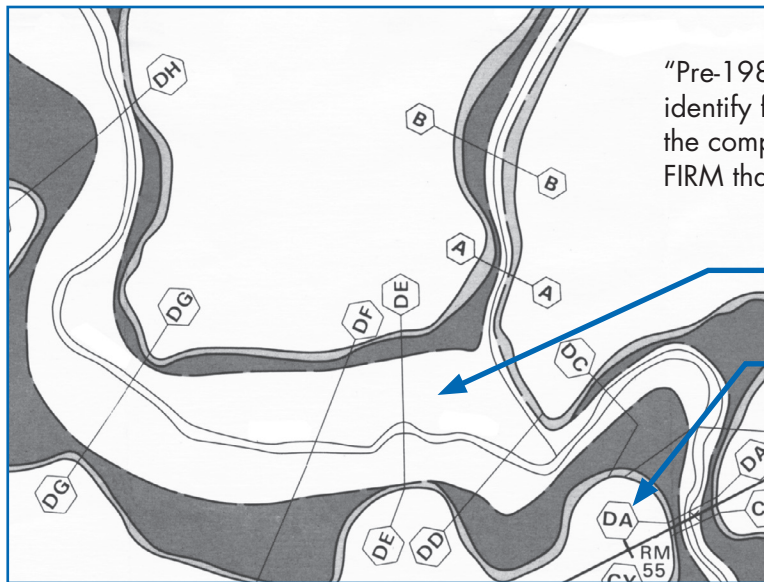 "Pre-198
identify f
the comp
FIRM tha
DH
B
B
A
A
DE
DG
DF
DC
DG
DE
DD
DA
DA
C
RM
55
CY